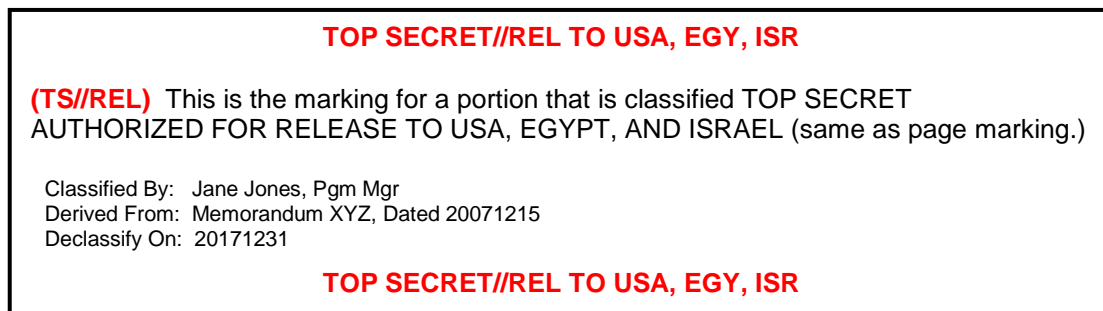 TOP SECRET//REL TO USA, EGY, ISR
(TS//REL) This is the marking for a portion that is classified TOP SECRET
AUTHORIZED FOR RELEASE TO USA, EGYPT, AND ISRAEL (same as page marking.)
Classified By: Jane Jones, Pgm Mgr
Derived From: Memorandum XYZ, Dated 20071215
Declassify On: 20171231
TOP SECRET//REL TO USA, EGY, ISR